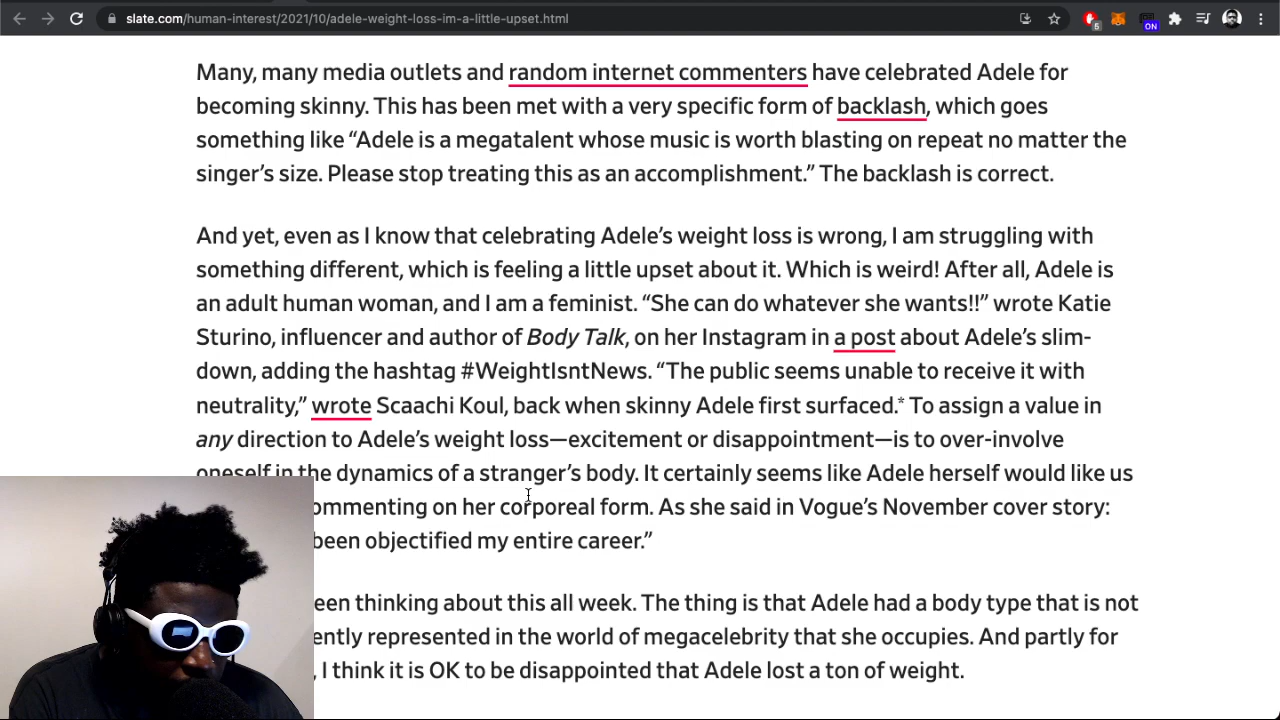 slate.com/human-interest/2021/10/adele-weight-loss-im-a-little-upset.html
6
ON
Many, many media outlets and random internet commenters have celebrated Adele for
becoming skinny. This has been met with a very specific form of backlash, which goes
something like “Adele is a megatalent whose music is worth blasting on repeat no matter the
singer’s size. Please stop treating this as an accomplishment.” The backlash is correct.
And yet, even as I know that celebrating Adele’s weight loss is wrong, I am struggling with
something different, which is feeling a little upset about it. Which is weird! After all, Adele is
an adult human woman, and I am a feminist. “She can do whatever she wants!!” wrote Katie
Sturino, influencer and author of Body Talk, on her Instagram in a post about Adele’s slim-
down, adding the hashtag #WeightIsntNews. “The public seems unable to receive it with
neutrality,” wrote Scaachi Koul, back when skinny Adele first surfaced.* To assign a value in
any direction to Adele’s weight loss—excitement or disappointment—is to over-involve
oneself in the dynamics of a stranger’s body. It certainly seems like Adele herself would like us
ommenting on her corporeal form. As she said in Vogue’s November cover story:
been objectified my entire career.”
een thinking about this all week. The thing is that Adele had a body type that is not
ently represented in the world of megacelebrity that she occupies. And partly for
, I think it is OK to be disappointed that Adele lost a ton of weight.